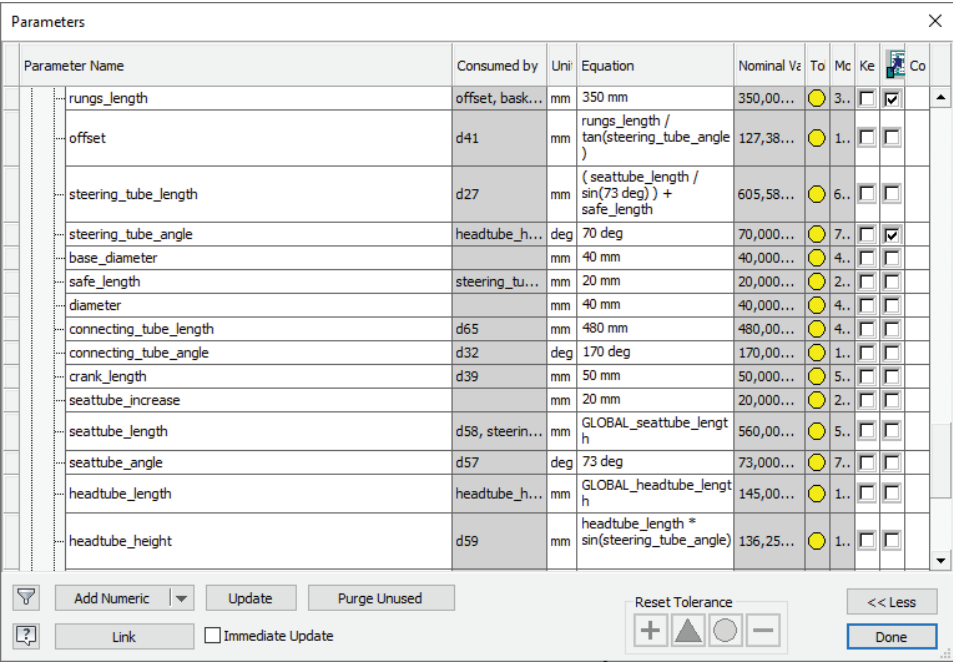 Parameters
Parameter Name Consumed by Uni Equation Nominal Va To Mo Ke Co
rungs_length offset, bask... mm 350 mm 350,00... 3..
offset d41 mm rungs_length / tan(steering_tube_angle ) 127,38... 1..
steering_tube_length d27 mm ( seattube_length / sin(73 deg) ) + safe_length 605,58... 6..
steering_tube_angle headtube_h... deg 70 deg 70,000... 7..
base_diameter mm 40 mm 40,000... 4..
safe_length steering_tu... mm 20 mm 20,000... 2..
diameter mm 40 mm 40,000... 4..
connecting_tube_length d65 mm 480 mm 480,00... 4..
connecting_tube_angle d32 deg 170 deg 170,00... 1..
crank_length d39 mm 50 mm 50,000... 5..
seattube_increase mm 20 mm 20,000... 2..
seattube_length d58, steerin... mm GLOBAL_seattube_lengt h 560,00... 5..
seattube_angle d57 deg 73 deg 73,000... 7..
headtube_length headtube_h... mm GLOBAL_headtube_lengt h 145,00... 1..
headtube_height d59 mm headtube_length * sin(steering_tube_angle) 136,25... 1..
Add Numeric Update Purge Unused Reset Tolerance << Less
Link Immediate Update Done